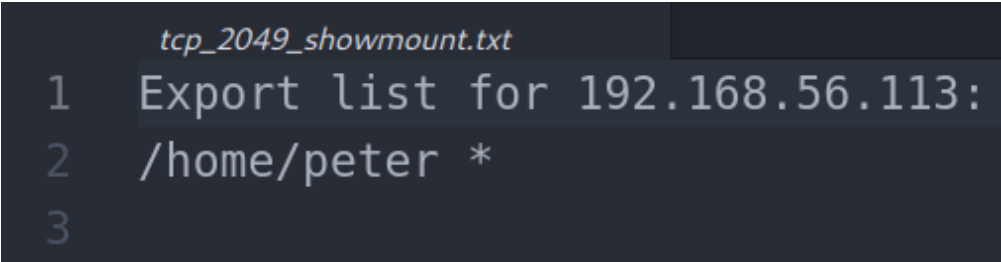 tcp_2049_showmount.txt
1 Export list for 192.168.56.113:
2 /home/peter *
3